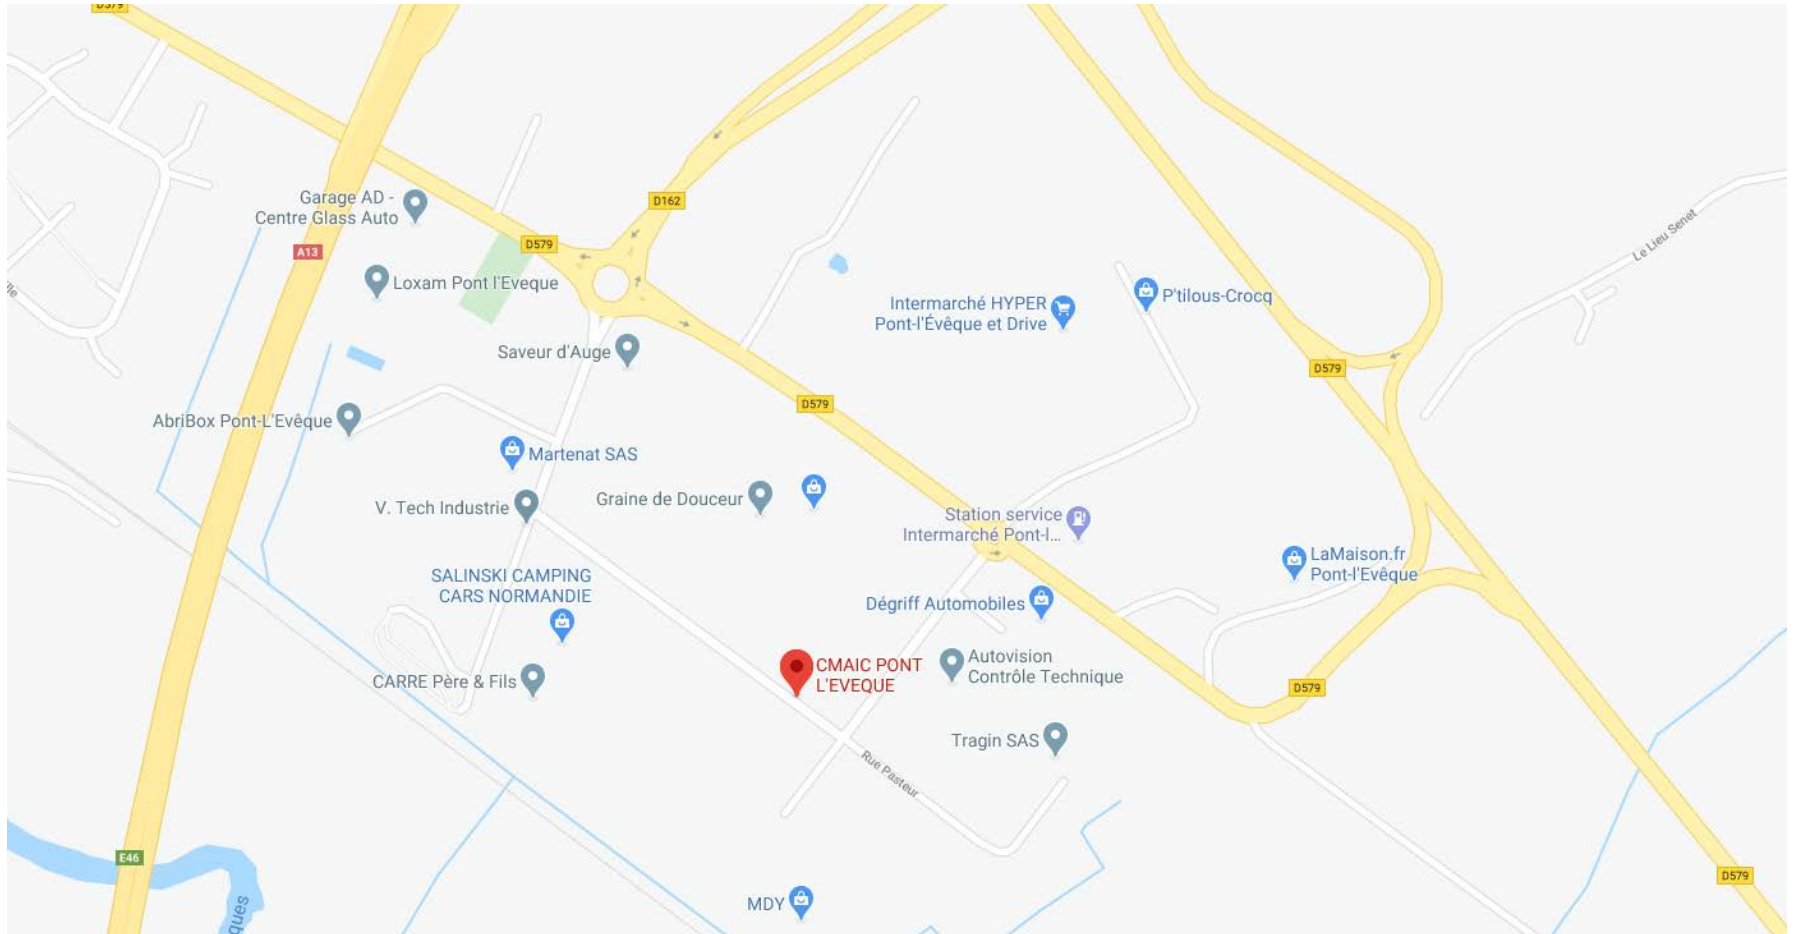 D579
Garage AD -
Centre Glass Auto
A13
D162
D579
Loxam Pont l'Eveque
Saveur d'Auge
Intermarché HYPER
Pont-l'Évêque et Drive
P'tilous-Crocq
Le Lieu Senet
D579
D579
AbriBox Pont-L'Evêque
Martenat SAS
V. Tech Industrie
Graine de Douceur
Station service
Intermarché Pont-l...
LaMaison.fr
Pont-l'Evêque
SALINSKI CAMPING
CARS NORMANDIE
Dégriff Automobiles
CARRE Père & Fils
CMAIC PONT
L'EVEQUE
Autovision
Contrôle Technique
D579
Tragin SAS
Rue Pasteur
E46
D579
MDY
ques